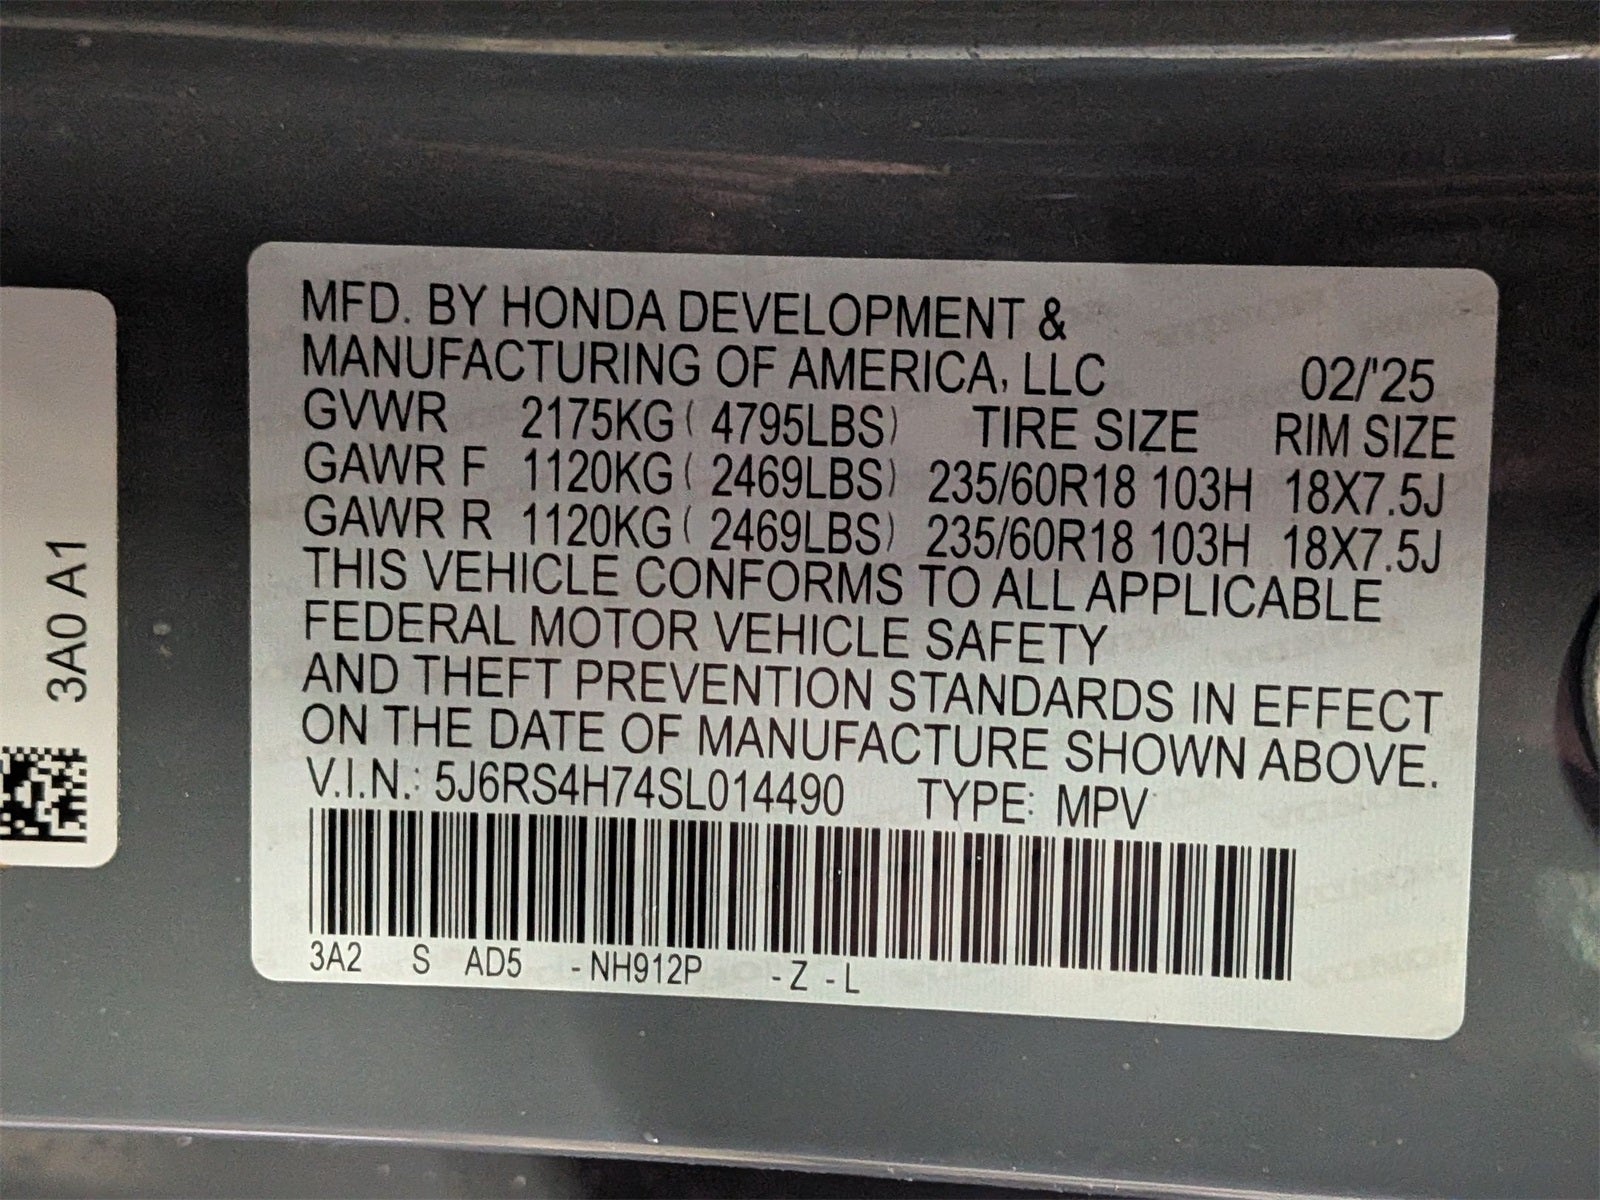 MFD. BY HONDA DEVELOPMENT &
MANUFACTURING OF AMERICA, LLC 02/'25
GVWR 2175KG ( 4795LBS) TIRE SIZE RIM SIZE
GAWR F 1120KG ( 2469LBS) 235/60R18 103H 18X7.5J
GAWR R 1120KG ( 2469LBS) 235/60R18 103H 18X7.5J
THIS VEHICLE CONFORMS TO ALL APPLICABLE
FEDERAL MOTOR VEHICLE SAFETY
AND THEFT PREVENTION STANDARDS IN EFFECT
ON THE DATE OF MANUFACTURE SHOWN ABOVE.
V.I.N.: 5J6RS4H74SL014490 TYPE: MPV
3A2 S AD5 -NH912P -Z -L
3A0 A1